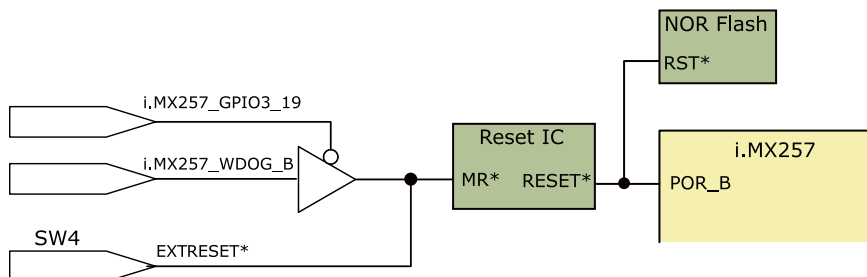 NOR Flash
RST*
i.MX257_GPIO3_19
Reset IC
i.MX257
i.MX257_WDOG_B
MR*
RESET*
POR_B
SW4
EXTRESET*